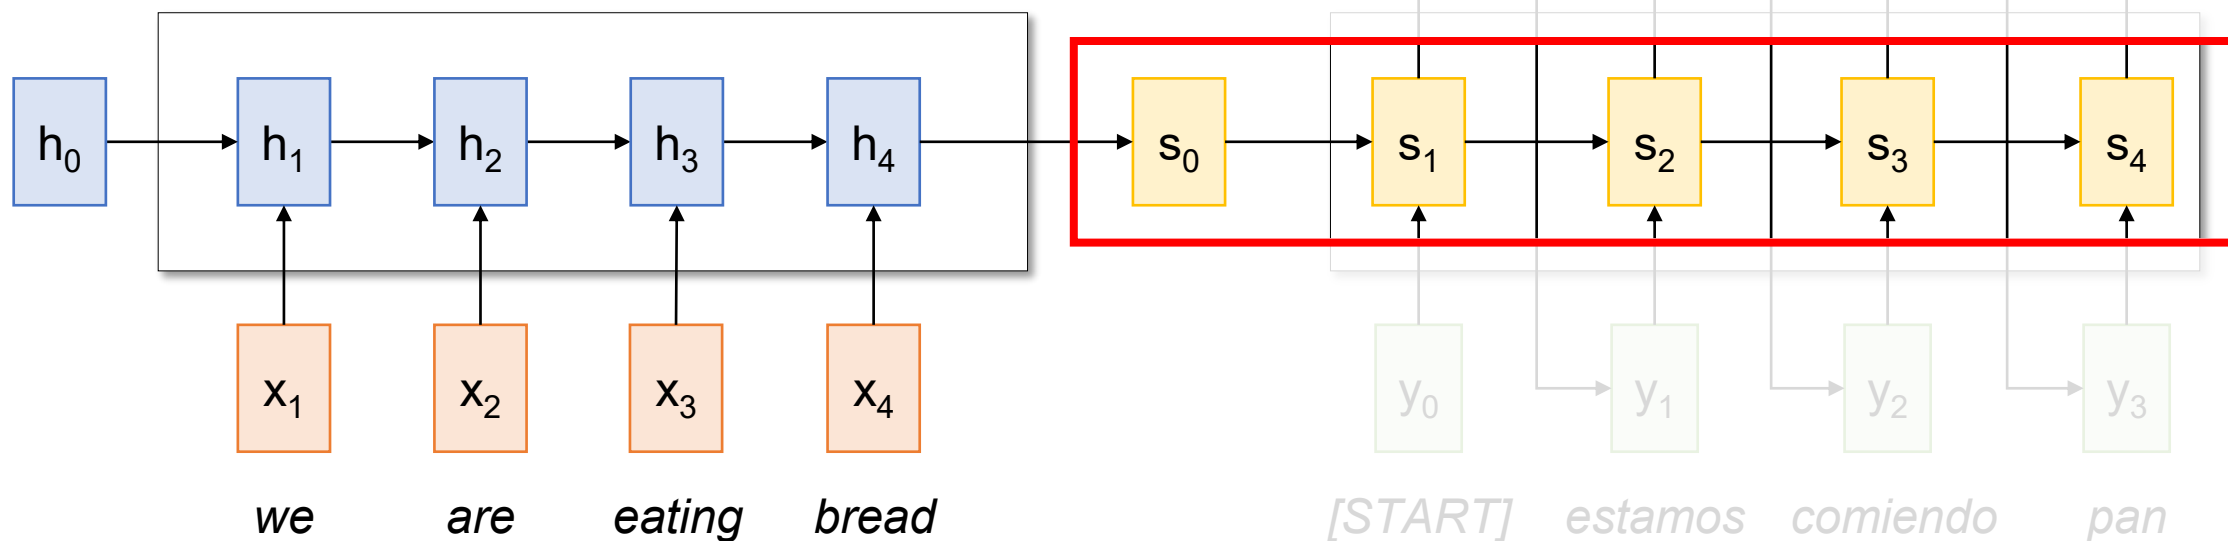 h₀ h₁ h₂ h₃ h₄ s₀ s₁ s₂ s₃ s₄
x₁ x₂ x₃ x₄ y₀ y₁ y₂ y₃
we are eating bread [START] estamos comiendo pan